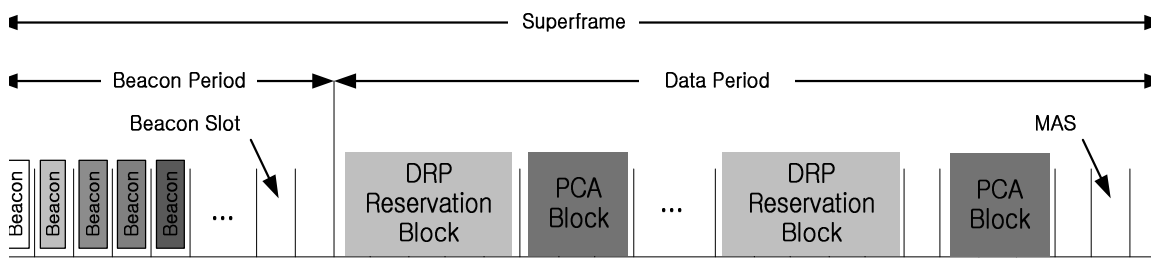 Superframe
Beacon Period
Data Period
Beacon Slot
MAS
Beacon
Beacon
Beacon
Beacon
Beacon
...
DRP
Reservation
Block
PCA
Block
...
DRP
Reservation
Block
PCA
Block